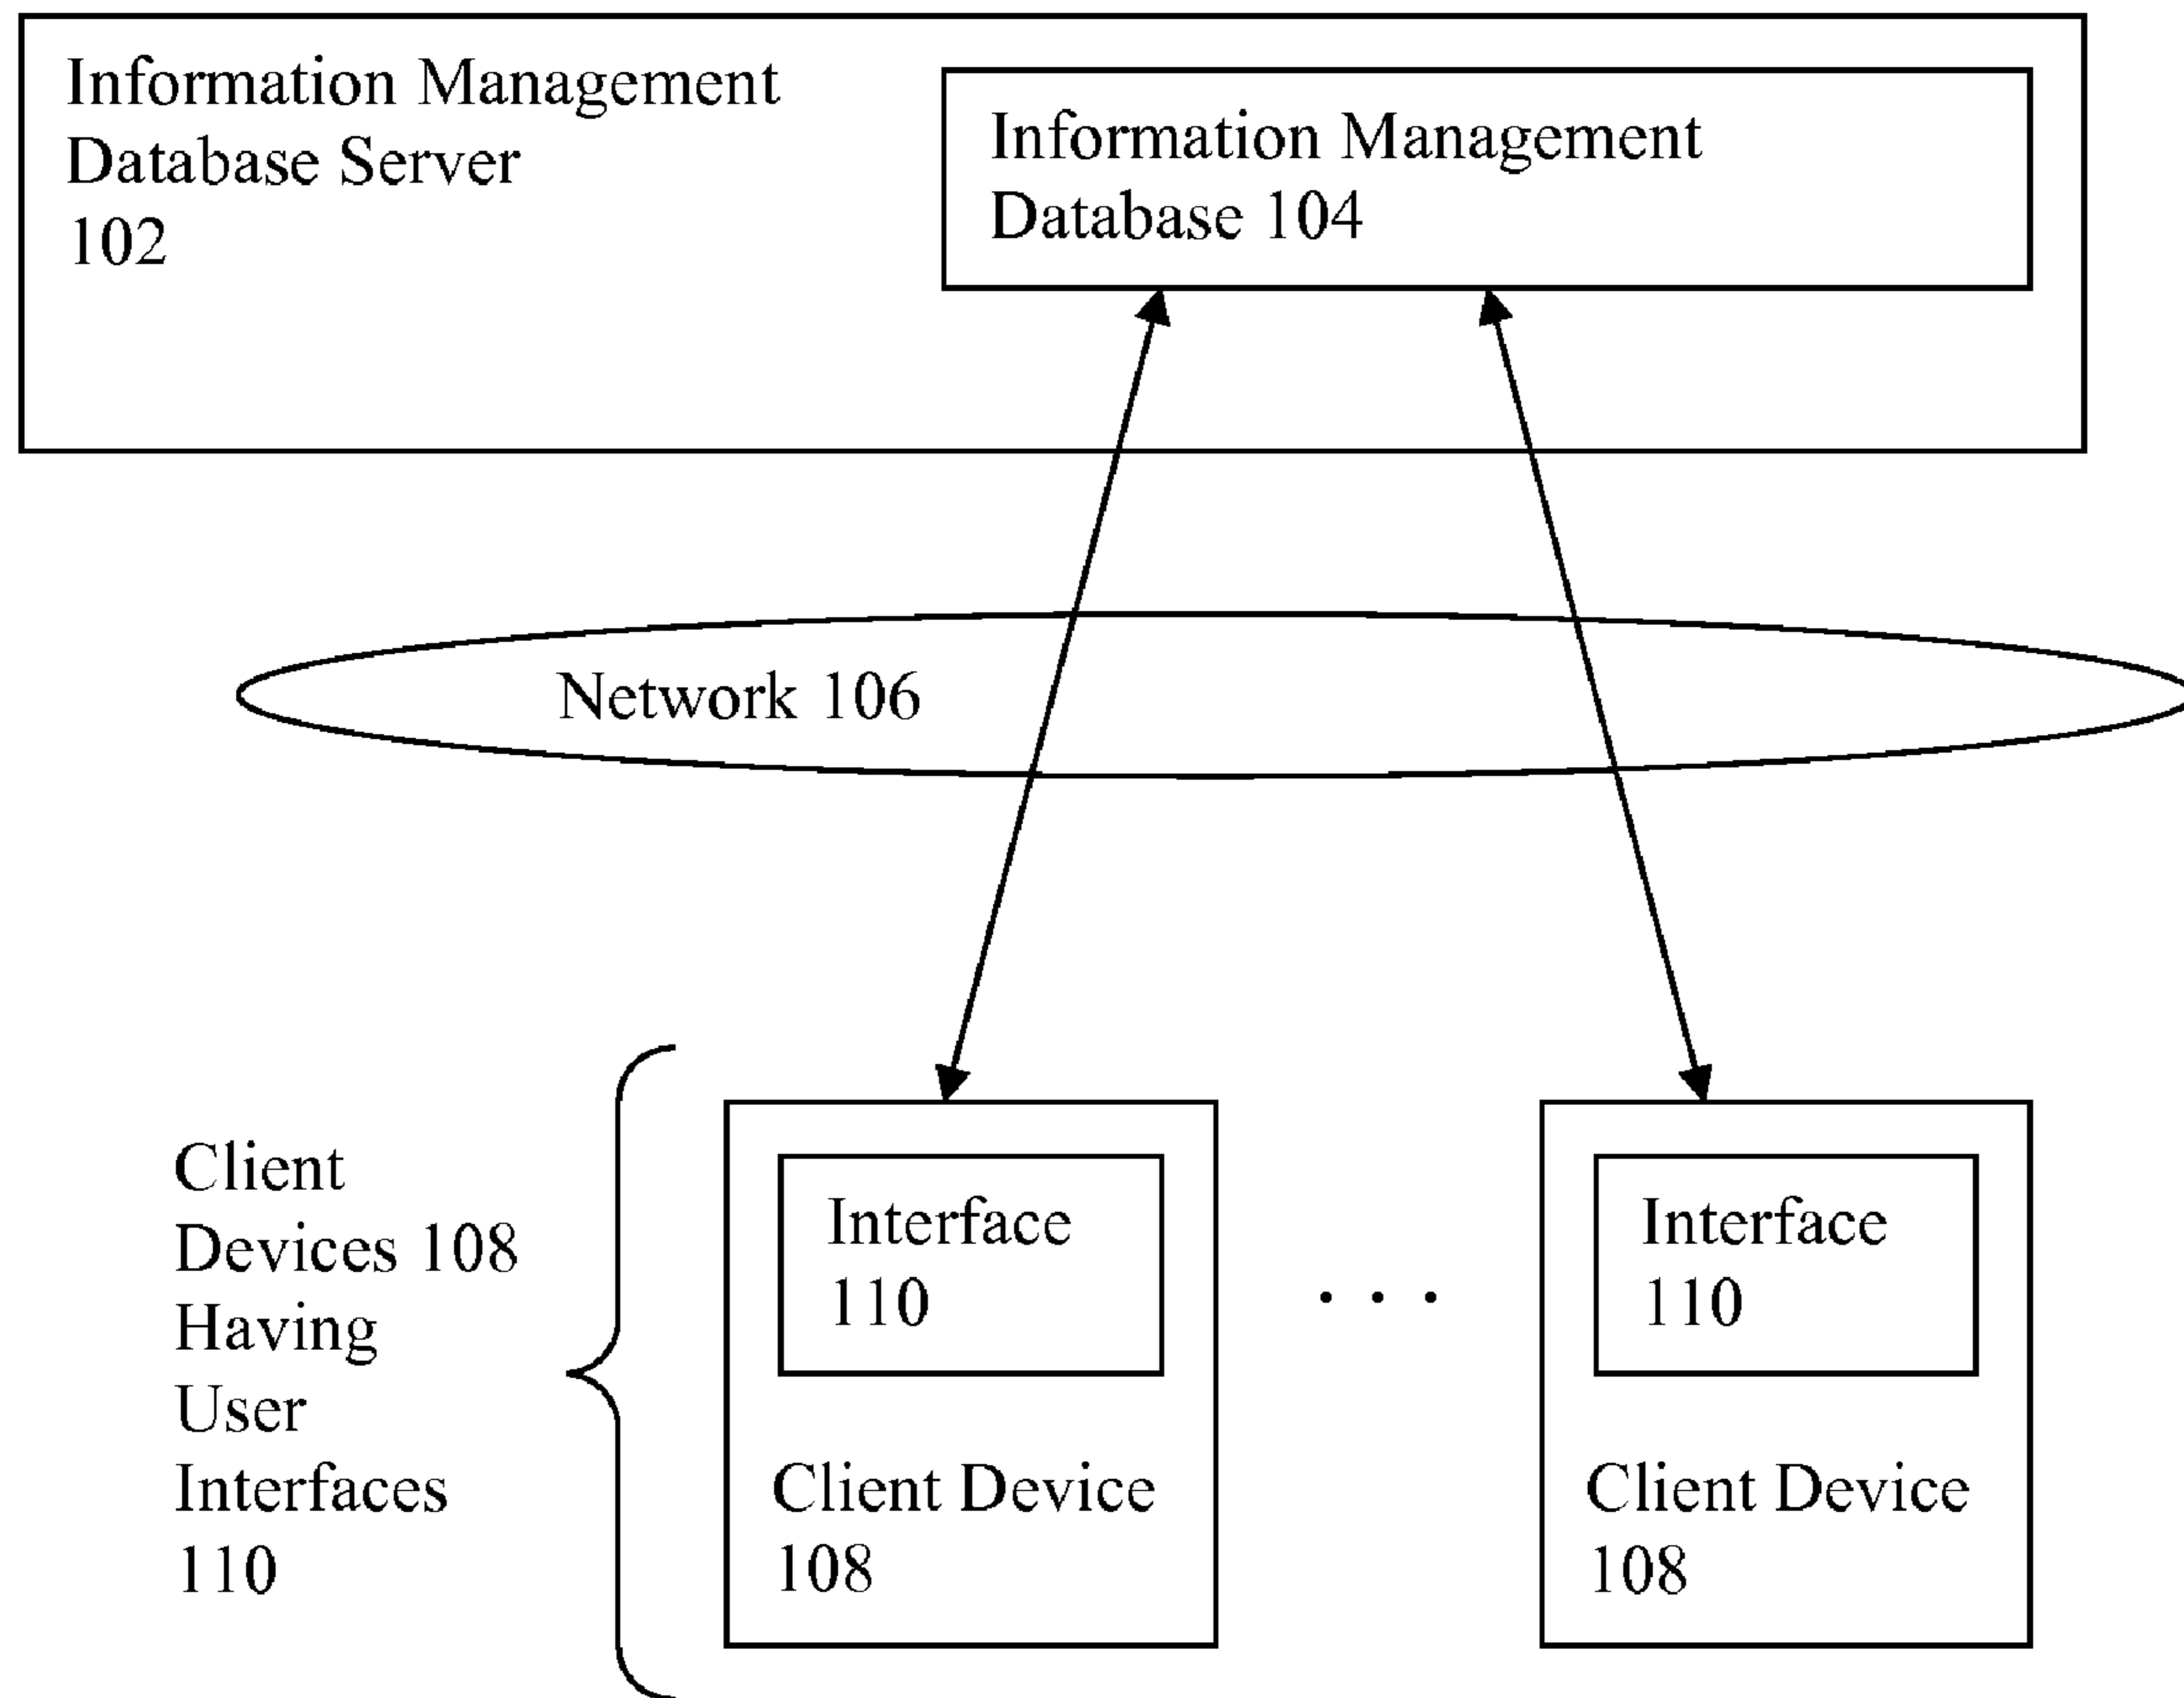 Information Management
Database Server
102
Information Management
Database 104
Network 106
Client
Devices 108
Having
User
Interfaces
110
Interface
110
Client Device
108
. . .
Interface
110
Client Device
108